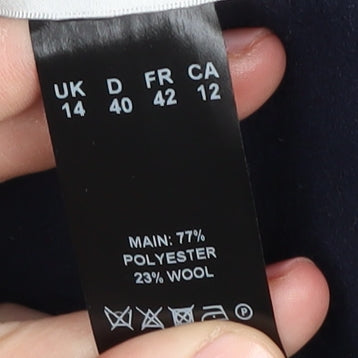 UK D FR CA
14 40 42 12
MAIN: 77%
POLYESTER
23% WOOL
P